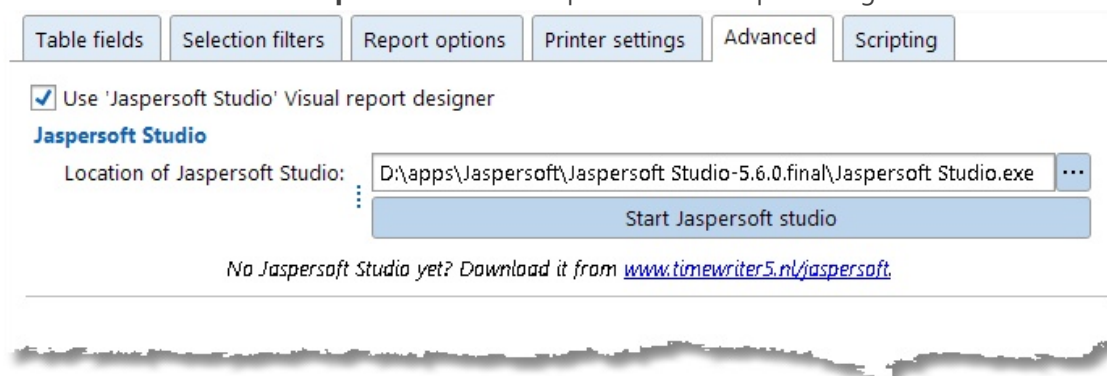 Table fields Selection filters Report options Printer settings Advanced Scripting
Use 'Jaspersoft Studio' Visual report designer
Jaspersoft Studio
Location of Jaspersoft Studio: D:\apps\Jaspersoft\Jaspersoft Studio-5.6.0.final\Jaspersoft Studio.exe ...
Start Jaspersoft studio
No Jaspersoft Studio yet? Download it from www.timewriter5.nl/jaspersoft.